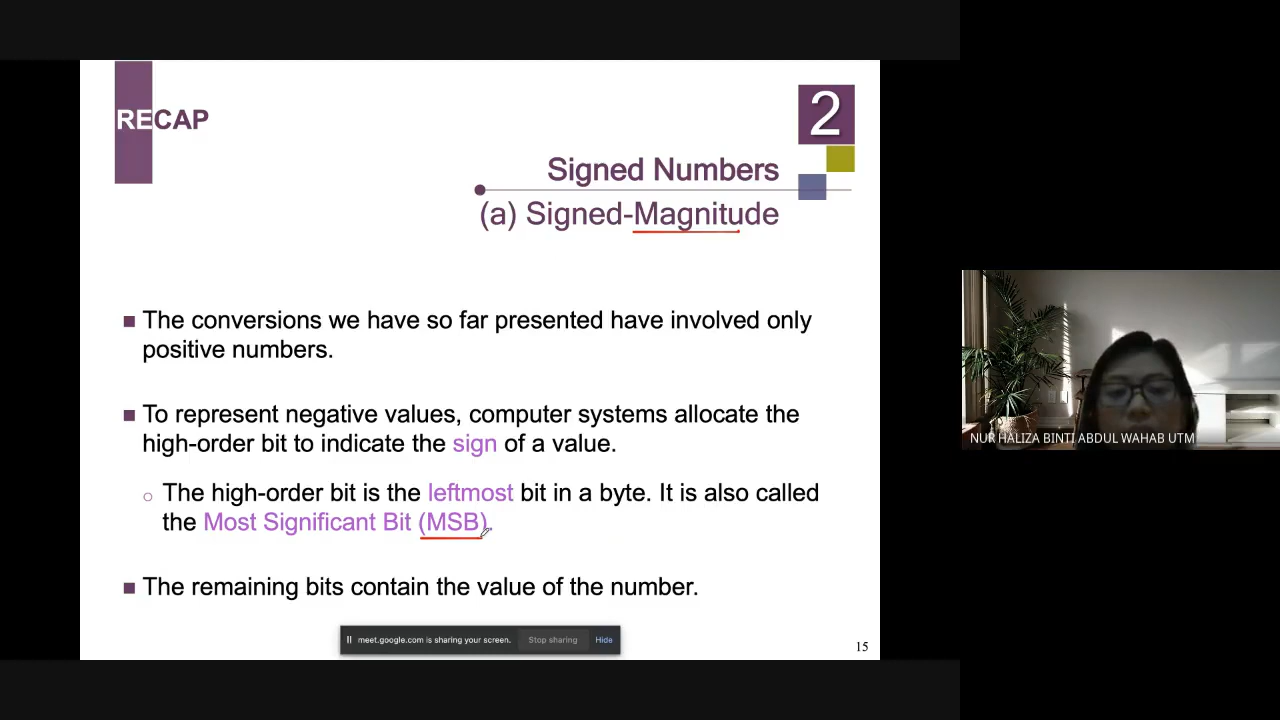 RECAP
2
Signed Numbers
(a) Signed-Magnitude
■ The conversions we have so far presented have involved only
positive numbers.
■ To represent negative values, computer systems allocate the
high-order bit to indicate the sign of a value.
○ The high-order bit is the leftmost bit in a byte. It is also called
the Most Significant Bit (MSB).
■ The remaining bits contain the value of the number.
meet.google.com is sharing your screen. Stop sharing Hide
15
NUR HALIZA BINTI ABDUL WAHAB UTM